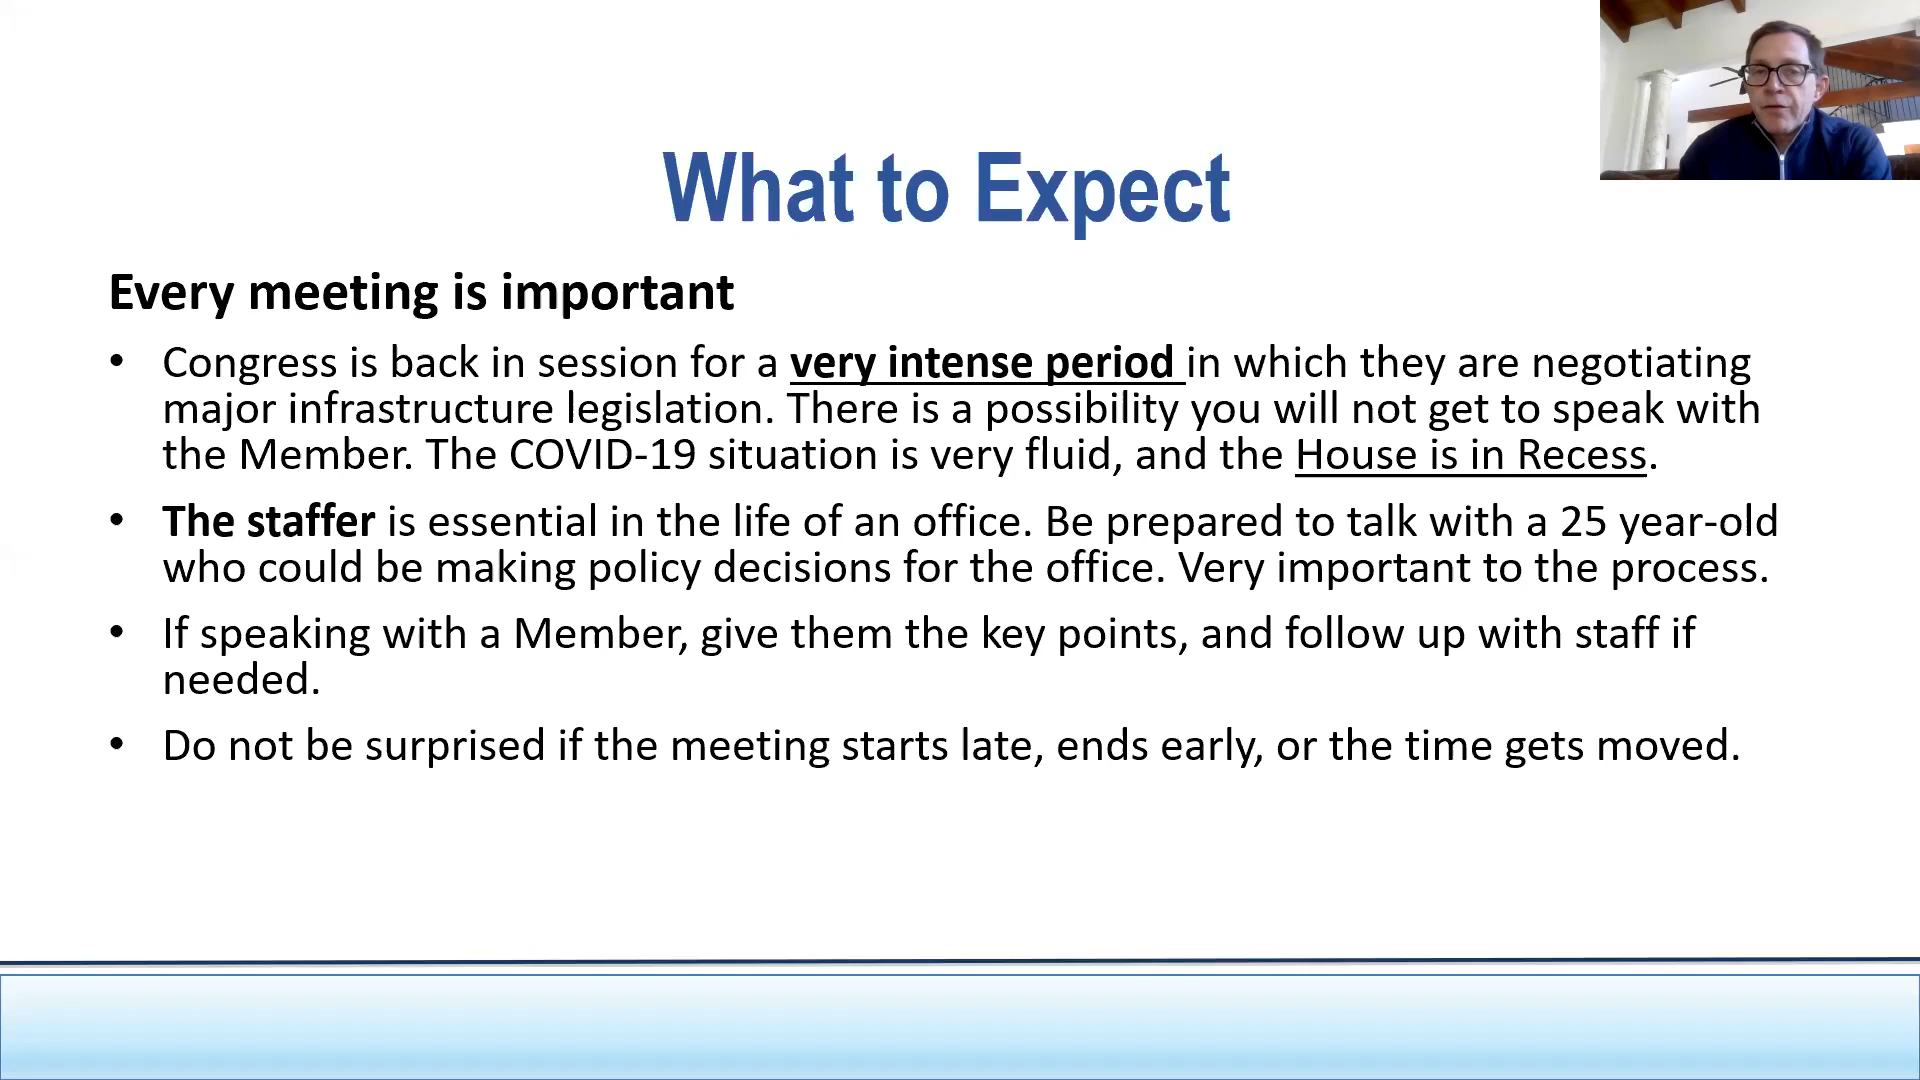 What to Expect
Every meeting is important
• Congress is back in session for a very intense period in which they are negotiating
major infrastructure legislation. There is a possibility you will not get to speak with
the Member. The COVID-19 situation is very fluid, and the House is in Recess.
• The staffer is essential in the life of an office. Be prepared to talk with a 25 year-old
who could be making policy decisions for the office. Very important to the process.
• If speaking with a Member, give them the key points, and follow up with staff if
needed.
• Do not be surprised if the meeting starts late, ends early, or the time gets moved.